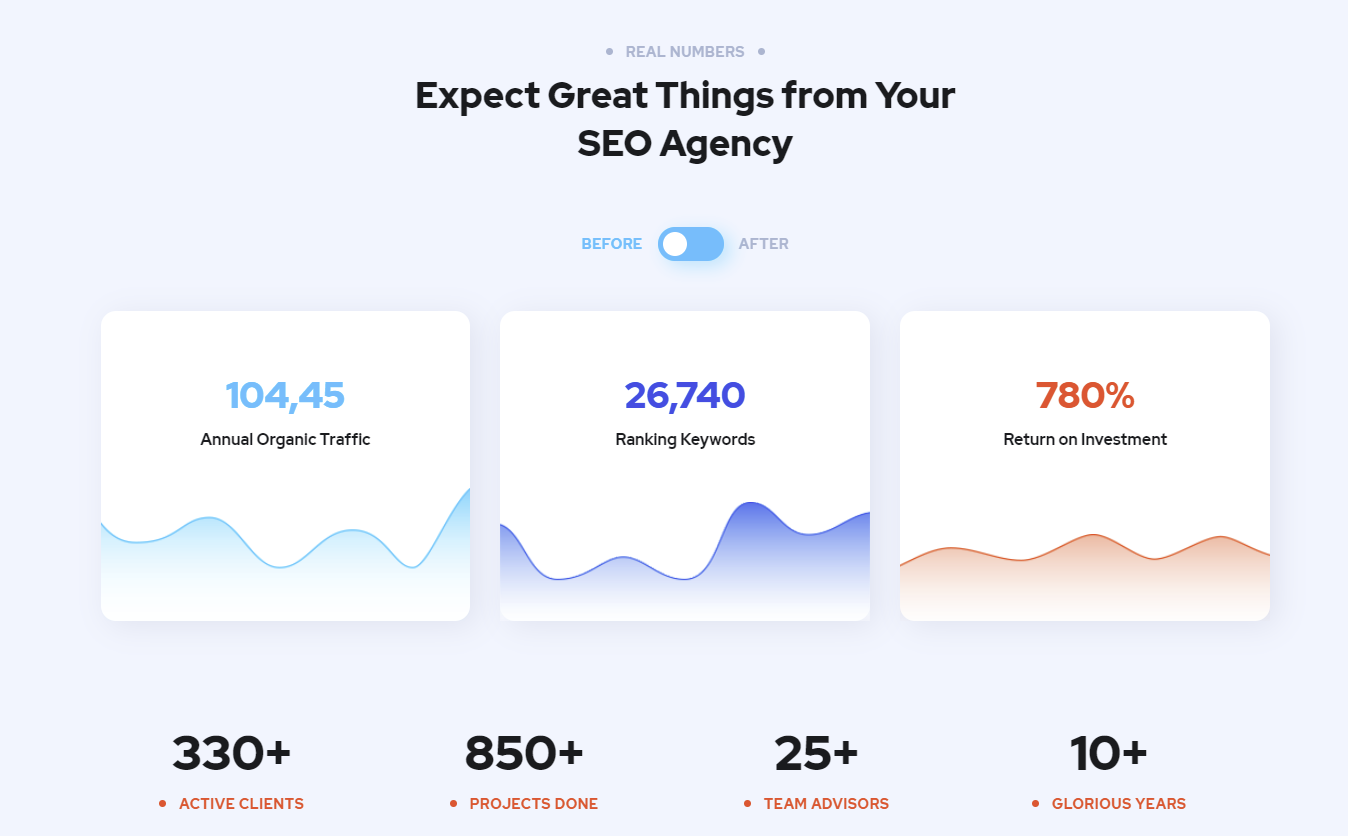 REAL NUMBERS
Expect Great Things from Your
SEO Agency
BEFORE AFTER
104,45 26,740 780%
Annual Organic Traffic Ranking Keywords Return on Investment
330+ 850+ 25+ 10+
ACTIVE CLIENTS PROJECTS DONE TEAM ADVISORS GLORIOUS YEARS